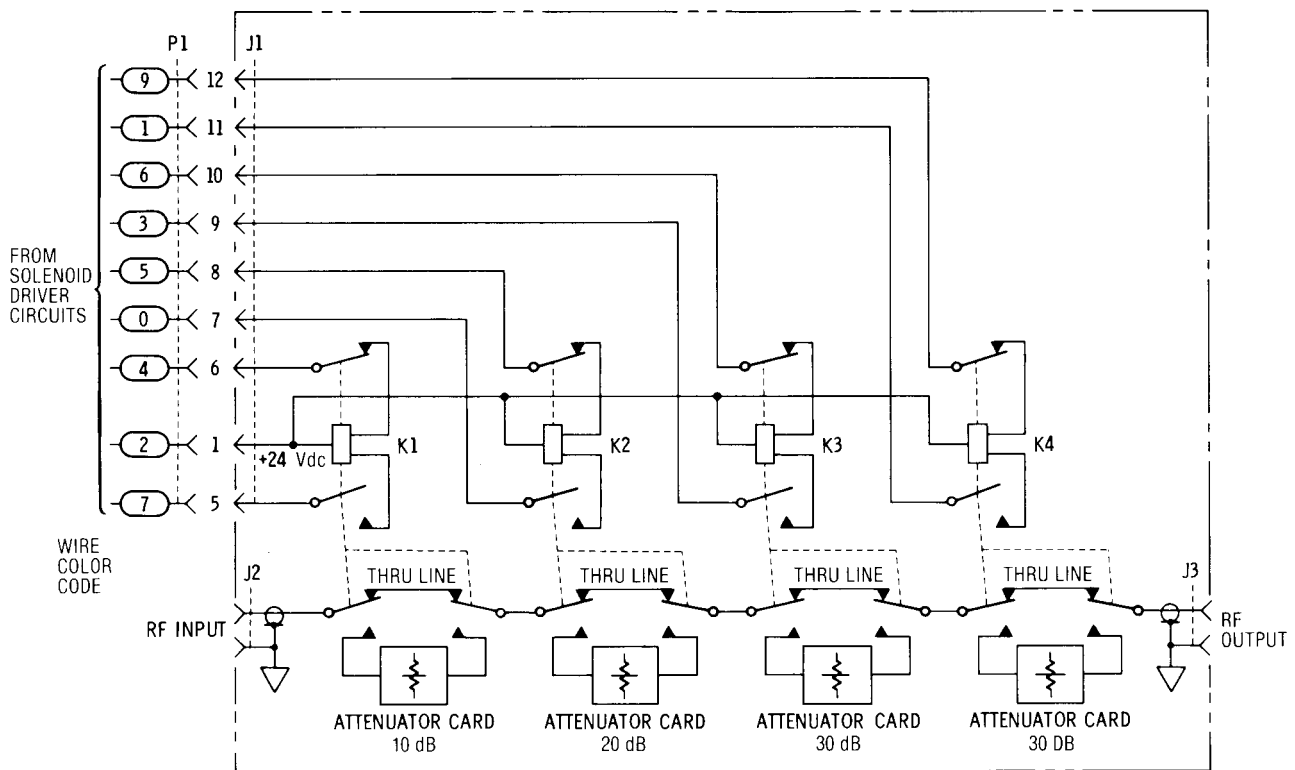 P1 J1
9 12
1 11
6 10
3 9
5 8
0 7
4 6
2 1
7 5
FROM
SOLENOID
DRIVER
CIRCUITS
+24 Vdc
K1 K2 K3 K4
WIRE
COLOR
CODE
J2
THRU LINE THRU LINE THRU LINE THRU LINE
J3
RF INPUT
RF
OUTPUT
ATTENUATOR CARD ATTENUATOR CARD ATTENUATOR CARD ATTENUATOR CARD
10 dB 20 dB 30 dB 30 DB